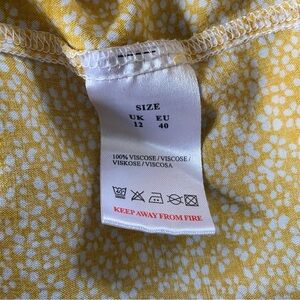 SIZE
UK EU
12 40
100% VISCOSE / VISCOSE /
VISKOSE / VISCOSA
KEEP AWAY FROM FIRE